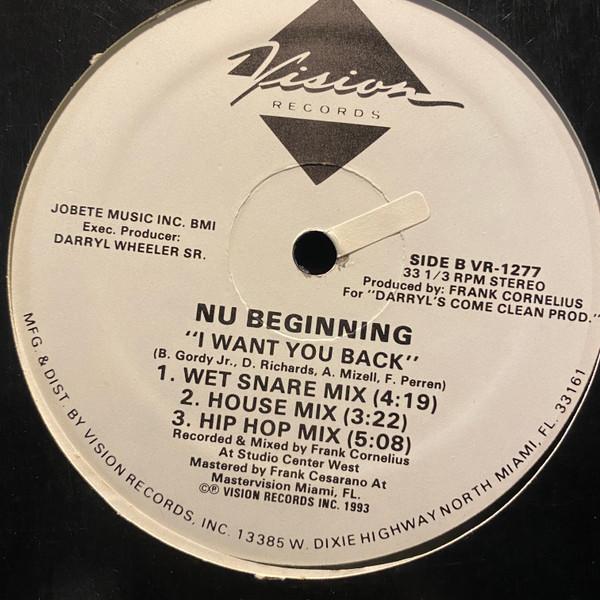 Vision
RECORDS
JOBETE MUSIC INC. BMI
Exec. Producer:
DARRYL WHEELER SR.
SIDE B VR-1277
33 1/3 RPM STEREO
Produced by: FRANK CORNELIUS
For "DARRYL'S COME CLEAN PROD."
NU BEGINNING
"I WANT YOU BACK"
(B. Gordy Jr., D. Richards, A. Mizell, F. Perren)
1. WET SNARE MIX (4:19)
2. HOUSE MIX (3:22)
3. HIP HOP MIX (5:08)
Recorded & Mixed by Frank Cornelius
At Studio Center West
Mastered by Frank Cesarano At
Mastervision Miami, FL.
©℗ VISION RECORDS INC. 1993
MFG. & DIST. BY VISION RECORDS, INC. 13385 W. DIXIE HIGHWAY NORTH MIAMI, FL. 33161